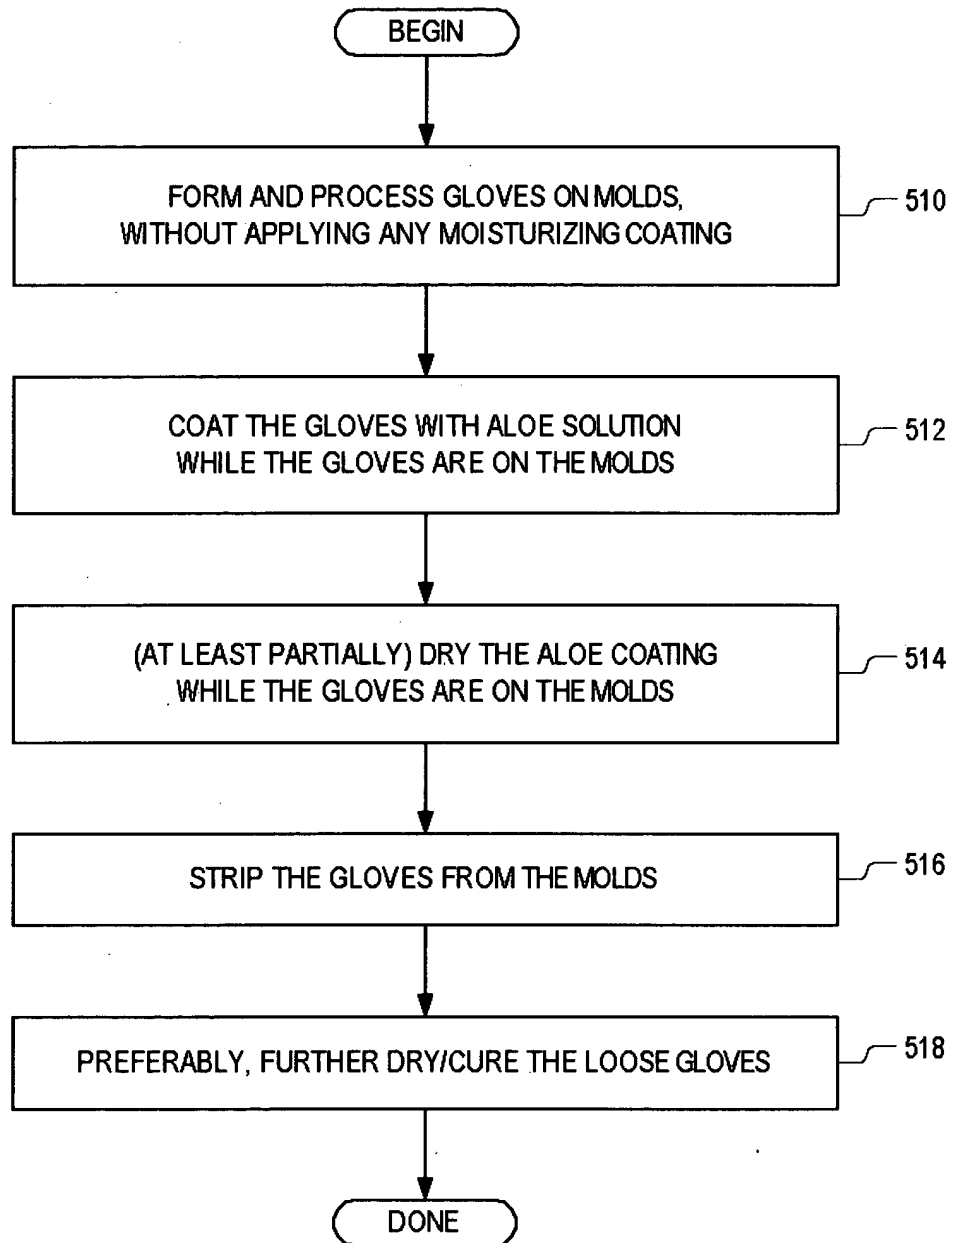 BEGIN
FORM AND PROCESS GLOVES ON MOLDS,
WITHOUT APPLYING ANY MOISTURIZING COATING
510
COAT THE GLOVES WITH ALOE SOLUTION
WHILE THE GLOVES ARE ON THE MOLDS
512
(AT LEAST PARTIALLY) DRY THE ALOE COATING
WHILE THE GLOVES ARE ON THE MOLDS
514
STRIP THE GLOVES FROM THE MOLDS
516
PREFERABLY, FURTHER DRY/CURE THE LOOSE GLOVES
518
DONE